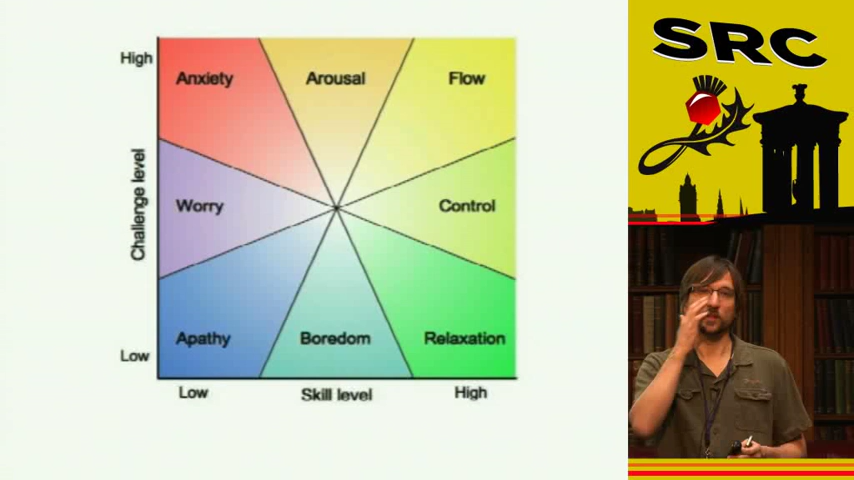 SRC
High
Anxiety
Arousal
Flow
Challenge level
Worry
Control
Apathy
Boredom
Relaxation
Low
Low
Skill level
High